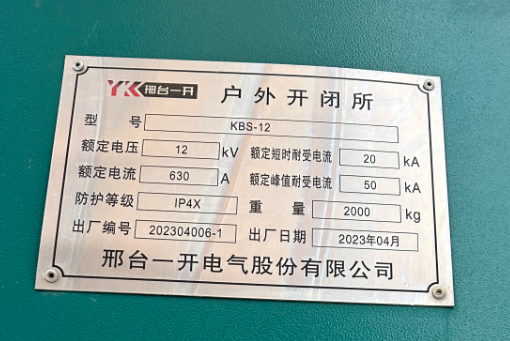 YK 邢台一开 户外开闭所
型号 KBS-12
额定电压 12 kV 额定短时耐受电流 20 kA
额定电流 630 A 额定峰值耐受电流 50 kA
防护等级 IP4X 重量 2000 kg
出厂编号 202304006-1 出厂日期 2023年04月
邢台一开电气股份有限公司